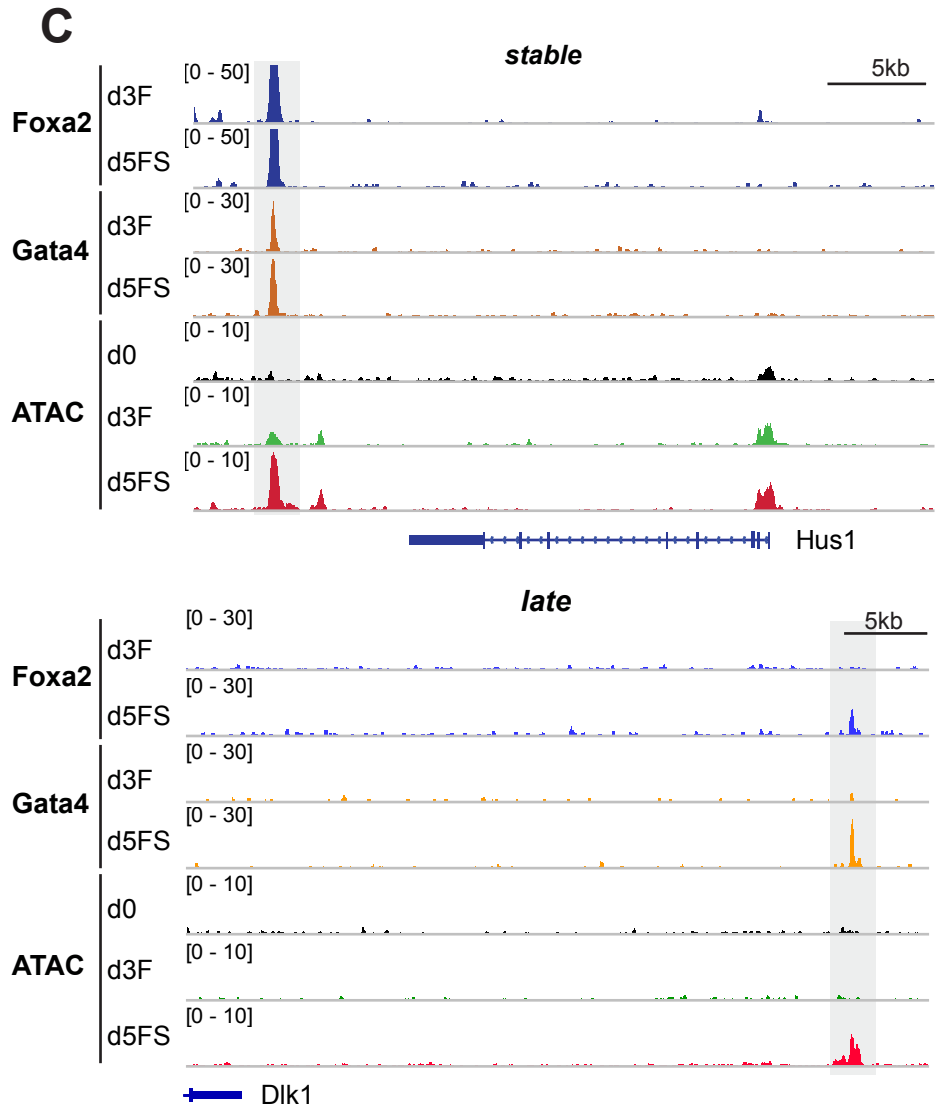 C
stable
5kb
Foxa2
d3F
[0 - 50]
d5FS
[0 - 50]
Gata4
d3F
[0 - 30]
d5FS
[0 - 30]
ATAC
d0
[0 - 10]
d3F
[0 - 10]
d5FS
[0 - 10]
Hus1
late
5kb
Foxa2
d3F
[0 - 30]
d5FS
[0 - 30]
Gata4
d3F
[0 - 30]
d5FS
[0 - 30]
ATAC
d0
[0 - 10]
d3F
[0 - 10]
d5FS
[0 - 10]
Dlk1